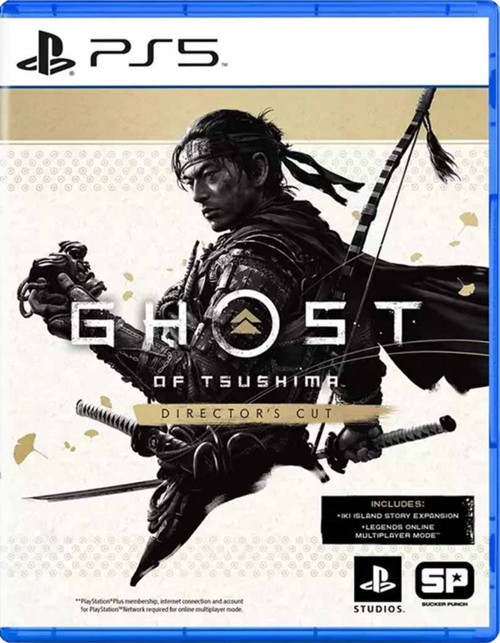 PS5
GHOST
OF TSUSHIMA
DIRECTOR'S CUT
INCLUDES:
•IKI ISLAND STORY EXPANSION
•LEGENDS ONLINE
MULTIPLAYER MODE**
**PlayStation®Plus membership, internet connection and account
for PlayStation™Network required for online multiplayer mode.
PlayStation
STUDIOS.
SP
SUCKER PUNCH